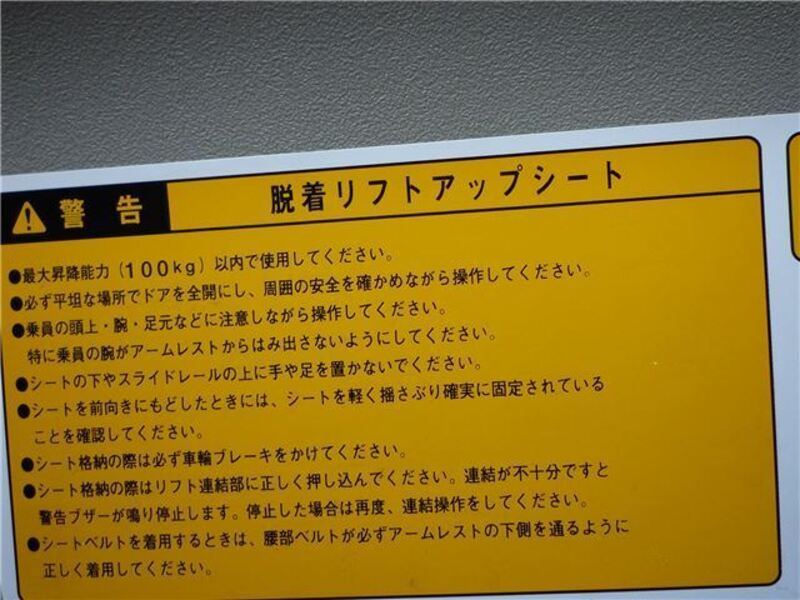 警告
脱着リフトアップシート
●最大昇降能力（100kg）以内で使用してください。
●必ず平坦な場所でドアを全開にし、周囲の安全を確かめながら操作してください。
●乗員の頭上・腕・足元などに注意しながら操作してください。
特に乗員の腕がアームレストからはみ出さないようにしてください。
●シートの下やスライドレールの上に手や足を置かないでください。
●シートを前向きにもどしたときには、シートを軽く揺さぶり確実に固定されている
ことを確認してください。
●シート格納の際は必ず車輪ブレーキをかけてください。
●シート格納の際はリフト連結部に正しく押し込んでください。連結が不十分ですと
警告ブザーが鳴り停止します。停止した場合は再度、連結操作をしてください。
●シートベルトを着用するときは、腰部ベルトが必ずアームレストの下側を通るように
正しく着用してください。